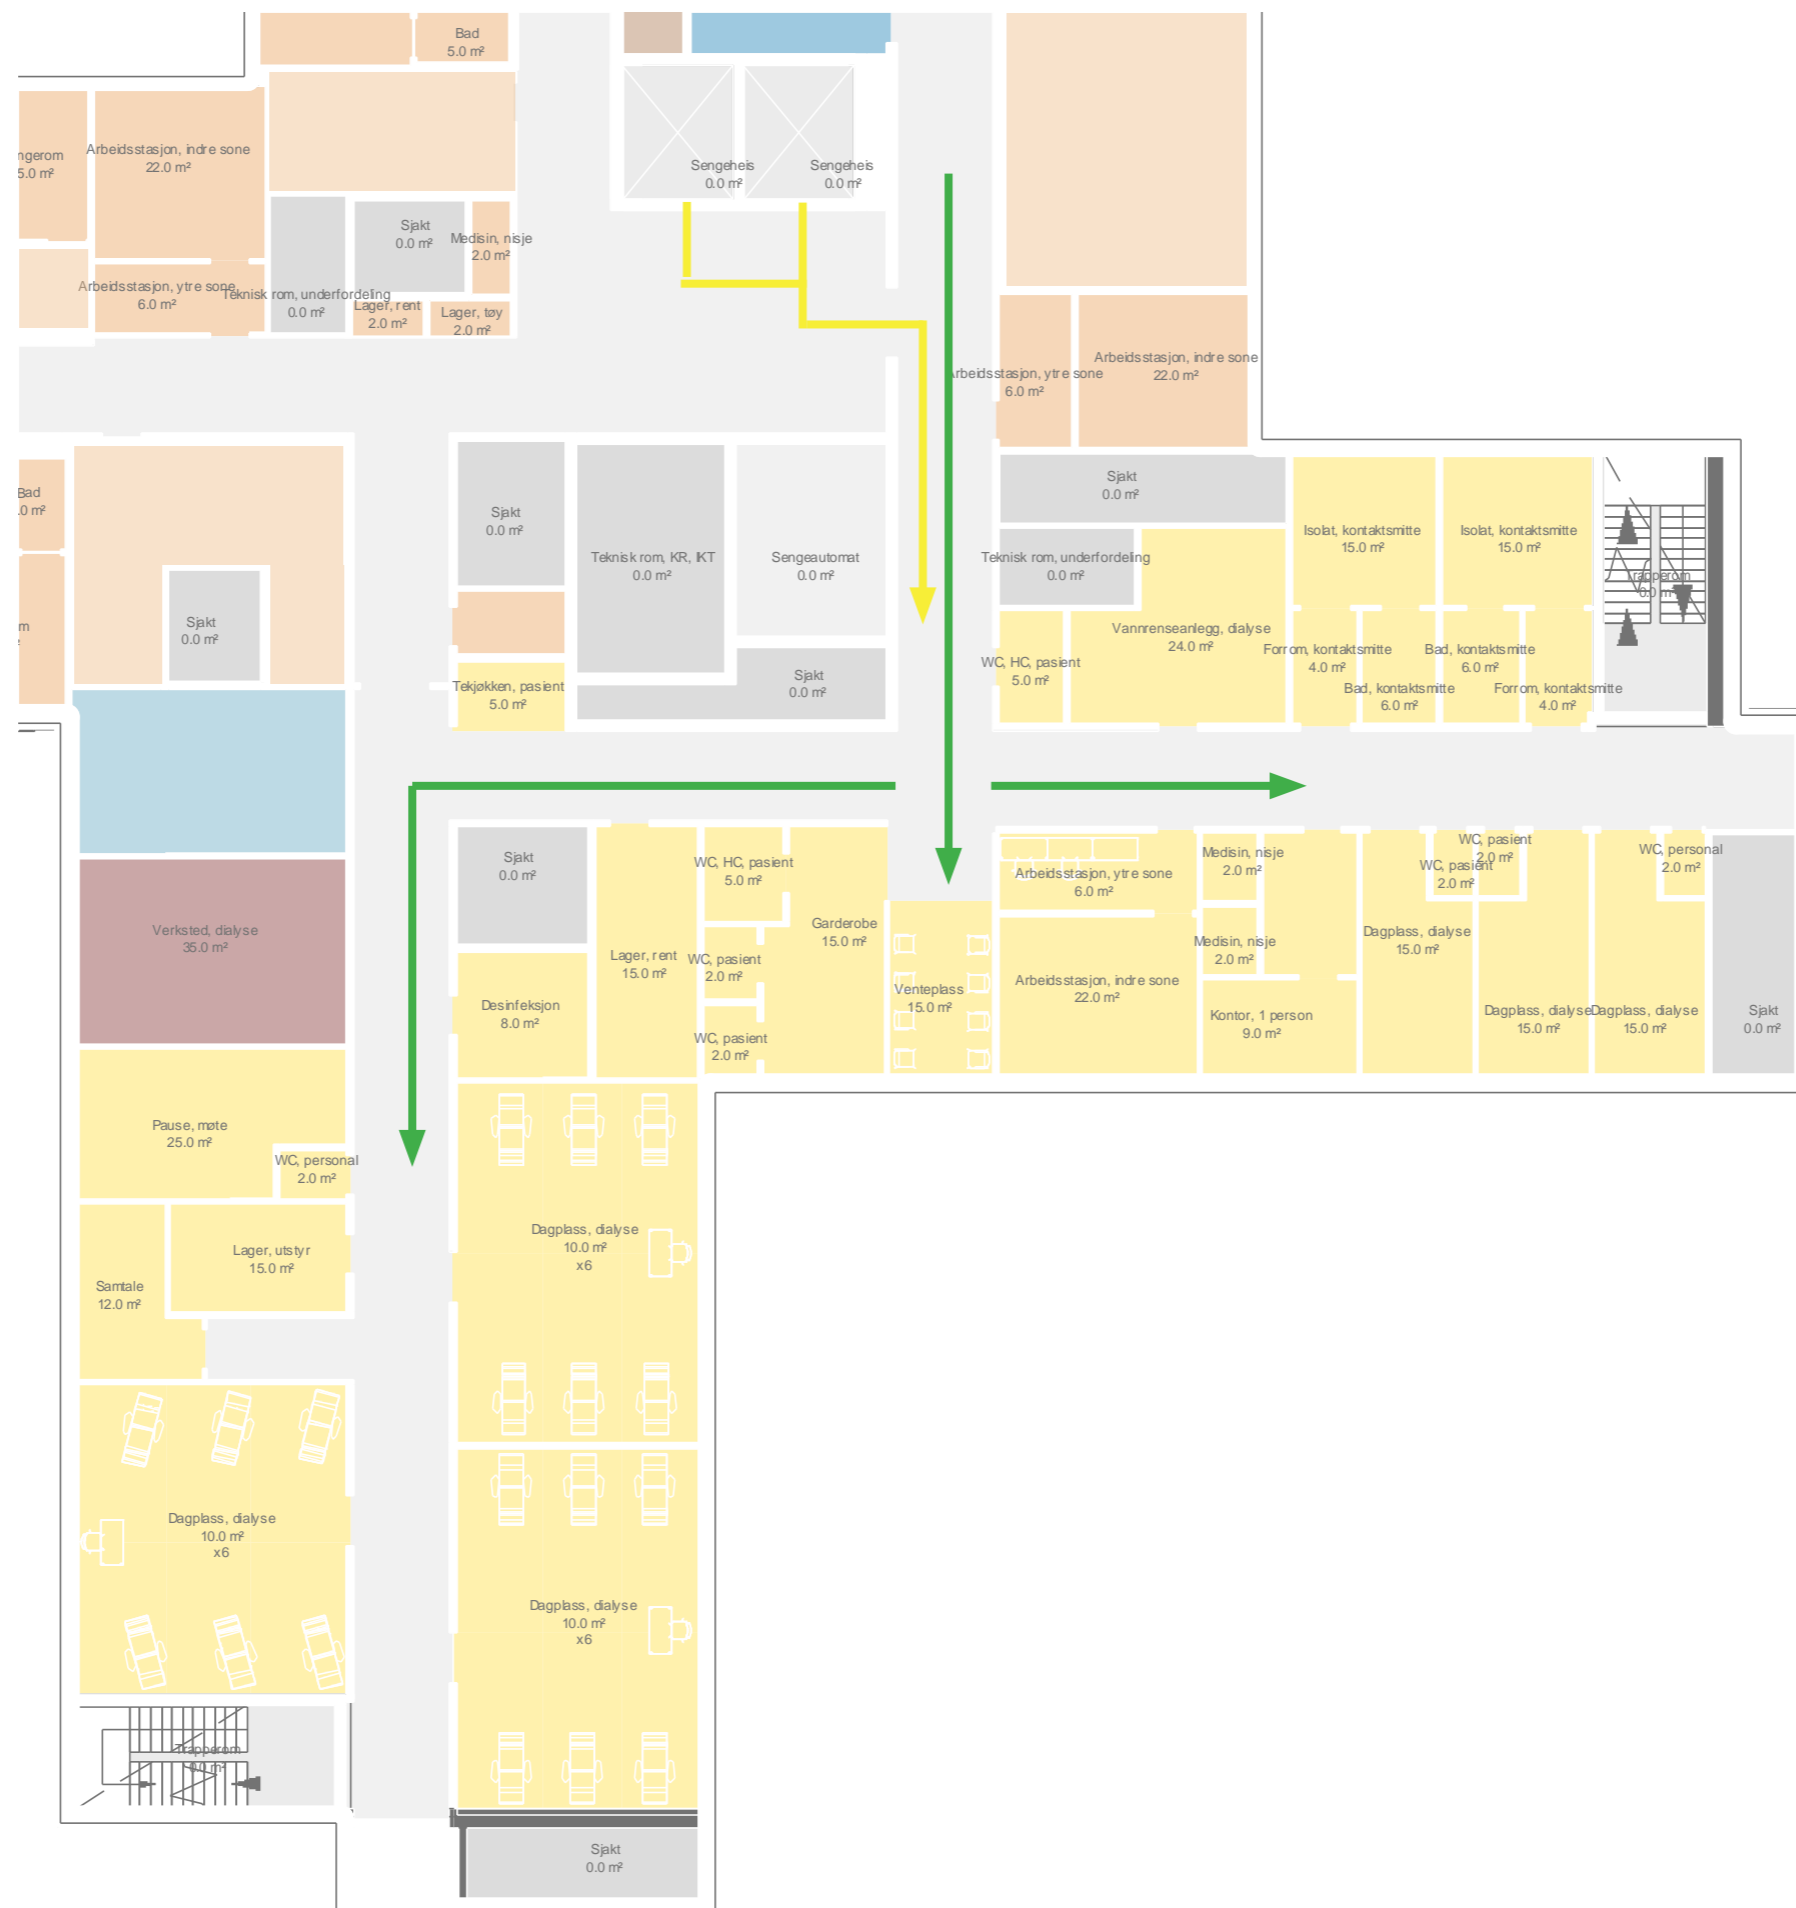 Bad
5.0 m²
Sengeheis
0.0 m²
Sengeheis
0.0 m²
ngerom
5.0 m²
Arbeidsstasjon, indre sone
22.0 m²
Sjakt
0.0 m²
Medisin, nisje
2.0 m²
Arbeidsstasjon, ytre sone
6.0 m²
Teknisk rom, underfordeling
0.0 m²
Lager, rent
2.0 m²
Lager, tøy
2.0 m²
Arbeidsstasjon, ytre sone
6.0 m²
Arbeidsstasjon, indre sone
22.0 m²
Bad
.0 m²
Sjakt
0.0 m²
Teknisk rom, KR, IKT
0.0 m²
Sengeautomat
0.0 m²
Sjakt
0.0 m²
Teknisk rom, underfordeling
0.0 m²
Isolat, kontaktsmitte
15.0 m²
Isolat, kontaktsmitte
15.0 m²
Trapperom
0.0 m²
Sjakt
0.0 m²
Tekjøkken, pasient
5.0 m²
Sjakt
0.0 m²
WC, HC, pasient
5.0 m²
Vannrenseanlegg, dialyse
24.0 m²
Forrom, kontaktsmitte
4.0 m²
Bad, kontaktsmitte
6.0 m²
Bad, kontaktsmitte
6.0 m²
Forrom, kontaktsmitte
4.0 m²
Verksted, dialyse
35.0 m²
Sjakt
0.0 m²
Desinfeksjon
8.0 m²
Lager, rent
15.0 m²
WC, HC, pasient
5.0 m²
WC, pasient
2.0 m²
WC, pasient
2.0 m²
Garderobe
15.0 m²
Venteplass
15.0 m²
Arbeidsstasjon, ytre sone
6.0 m²
Arbeidsstasjon, indre sone
22.0 m²
Medisin, nisje
2.0 m²
Medisin, nisje
2.0 m²
Kontor, 1 person
9.0 m²
Dagplass, dialyse
15.0 m²
WC, pasient
2.0 m²
WC, pasient
2.0 m²
Dagplass, dialyse
15.0 m²
WC, personal
2.0 m²
Dagplass, dialyse
15.0 m²
Sjakt
0.0 m²
Pause, møte
25.0 m²
WC, personal
2.0 m²
Lager, utstyr
15.0 m²
Samtale
12.0 m²
Dagplass, dialyse
10.0 m²
x6
Dagplass, dialyse
10.0 m²
x6
Dagplass, dialyse
10.0 m²
x6
Trapperom
0.0 m²
Sjakt
0.0 m²